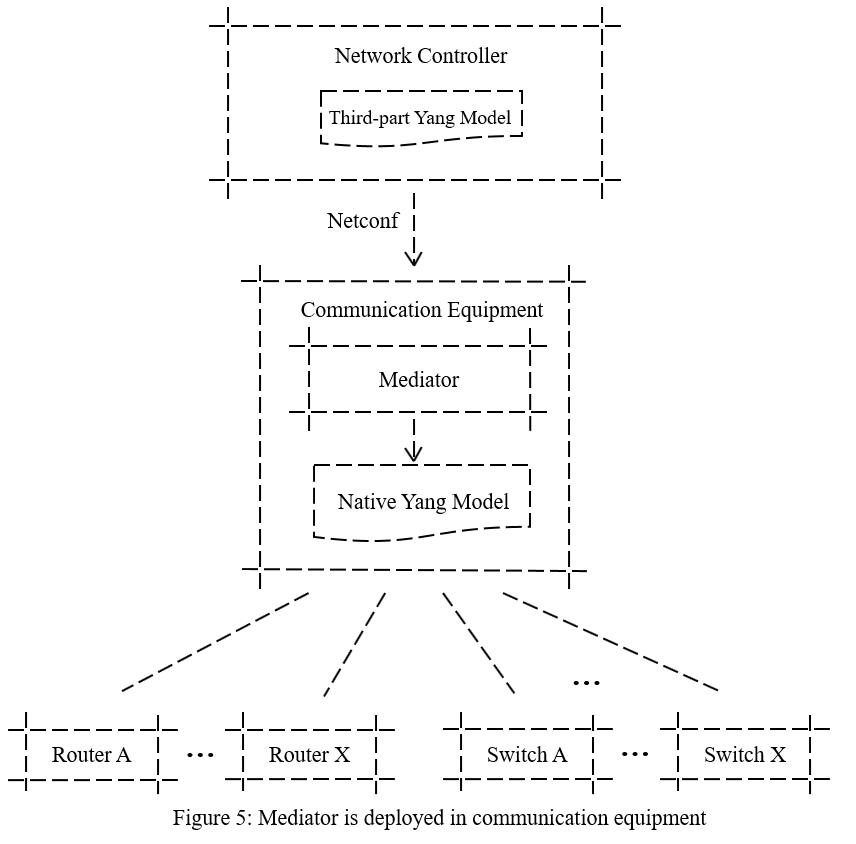 Network Controller
Third-part Yang Model
Netconf
Communication Equipment
Mediator
Native Yang Model
...
Router A ... Router X Switch A ... Switch X
Figure 5: Mediator is deployed in communication equipment